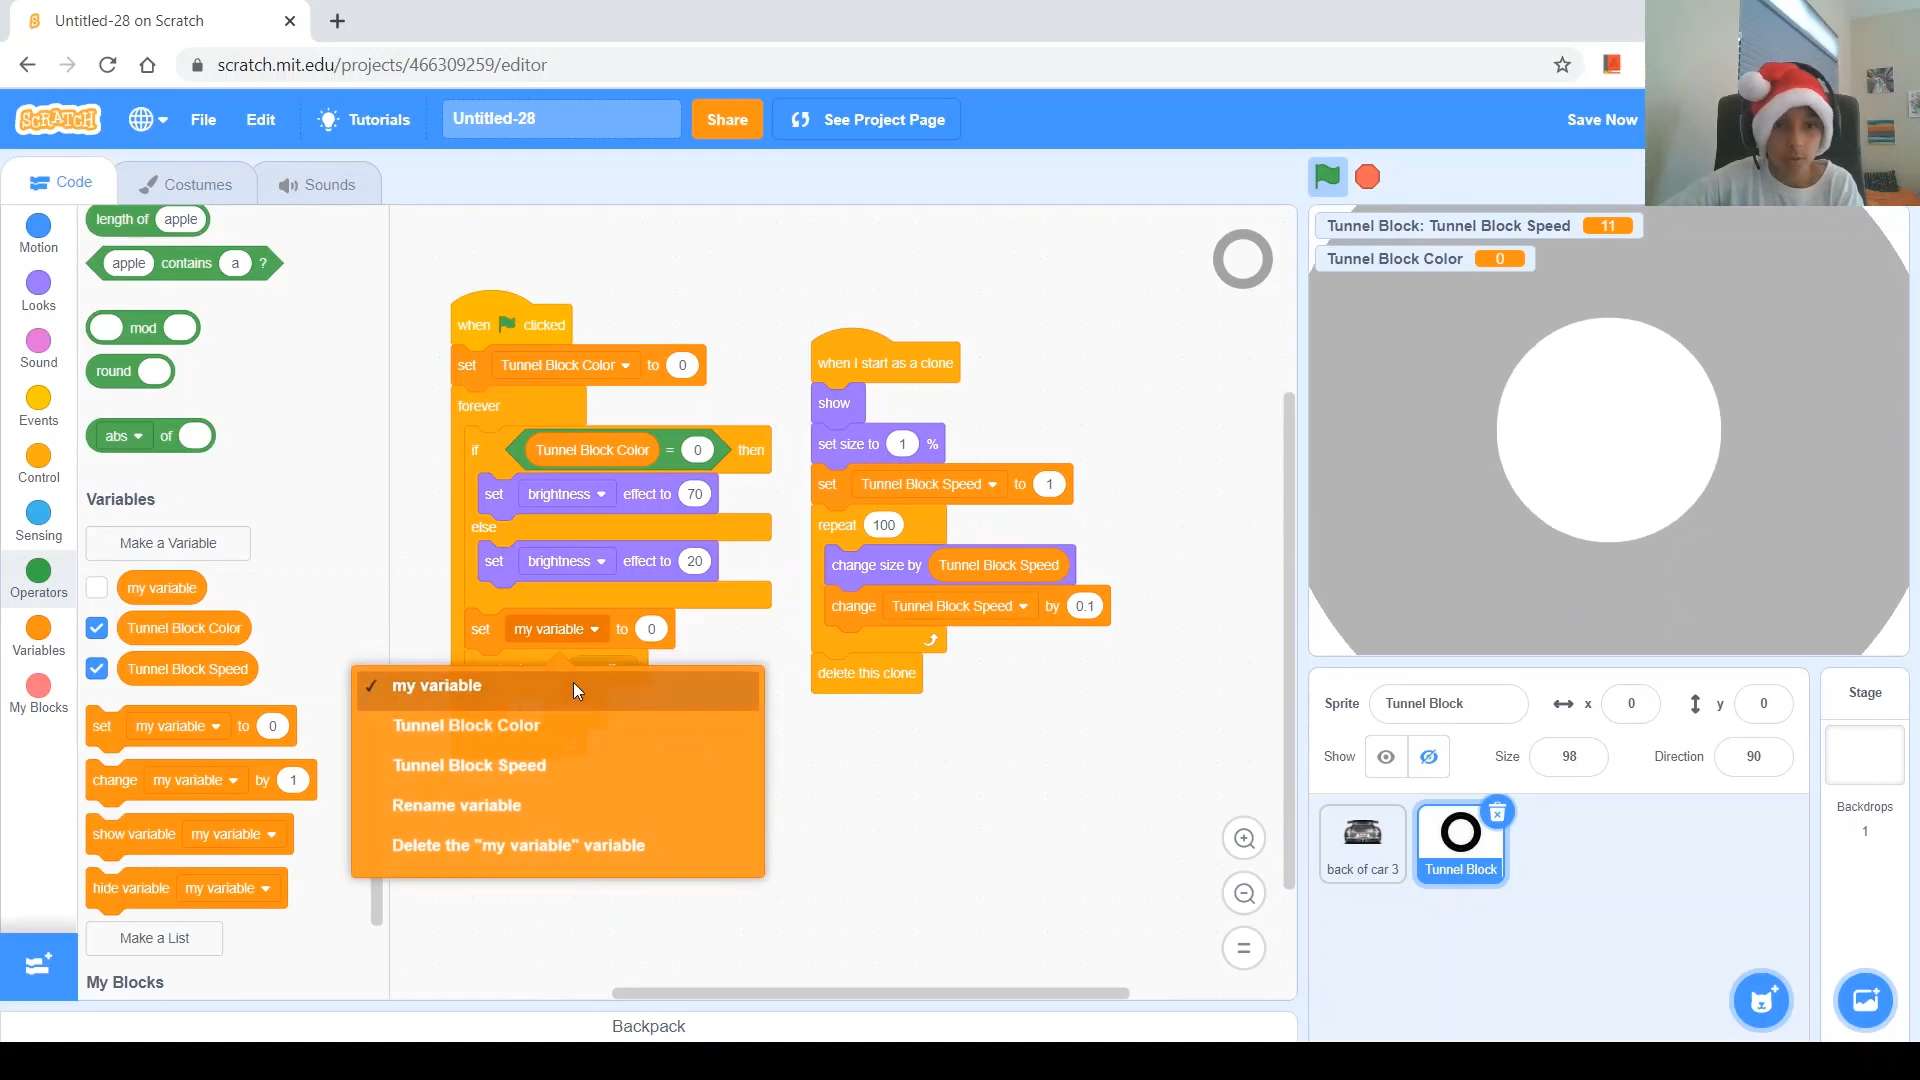 Untitled-28 on Scratch
scratch.mit.edu/projects/466309259/editor
SCRATCH
File
Edit
Tutorials
Untitled-28
Share
See Project Page
Save Now
Code
Costumes
Sounds
Motion
Looks
Sound
Events
Control
Sensing
Operators
Variables
My Blocks
length of apple
apple contains a ?
mod
round
abs of
Variables
Make a Variable
my variable
Tunnel Block Color
Tunnel Block Speed
set my variable to 0
change my variable by 1
show variable my variable
hide variable my variable
Make a List
My Blocks
when clicked
set Tunnel Block Color to 0
forever
if Tunnel Block Color = 0 then
set brightness effect to 70
else
set brightness effect to 20
set my variable to 0
my variable
Tunnel Block Color
Tunnel Block Speed
Rename variable
Delete the "my variable" variable
when I start as a clone
show
set size to 1 %
set Tunnel Block Speed to 1
repeat 100
change size by Tunnel Block Speed
change Tunnel Block Speed by 0.1
delete this clone
Tunnel Block: Tunnel Block Speed 11
Tunnel Block Color 0
Sprite Tunnel Block x 0 y 0
Show Size 98 Direction 90
back of car 3
Tunnel Block
Stage
Backdrops
1
Backpack